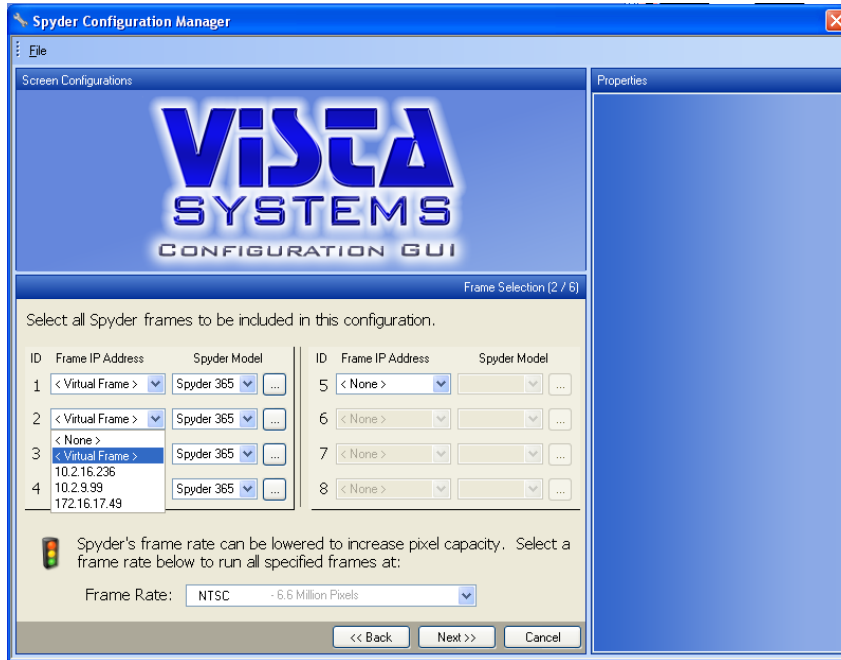 Spyder Configuration Manager
File
Screen Configurations
Properties
ViSTA
SYSTEMS
CONFIGURATION GUI
Frame Selection (2 / 6)
Select all Spyder frames to be included in this configuration.
ID Frame IP Address Spyder Model ID Frame IP Address Spyder Model
1 < Virtual Frame > Spyder 365 ... 5 < None > ...
2 < Virtual Frame > Spyder 365 ... 6 < None > ...
< None >
3 < Virtual Frame > Spyder 365 ... 7 < None > ...
10.2.16.236
4 10.2.9.99 Spyder 365 ... 8 < None > ...
172.16.17.49
Spyder's frame rate can be lowered to increase pixel capacity. Select a
frame rate below to run all specified frames at:
Frame Rate: NTSC - 6.6 Million Pixels
<< Back Next >> Cancel